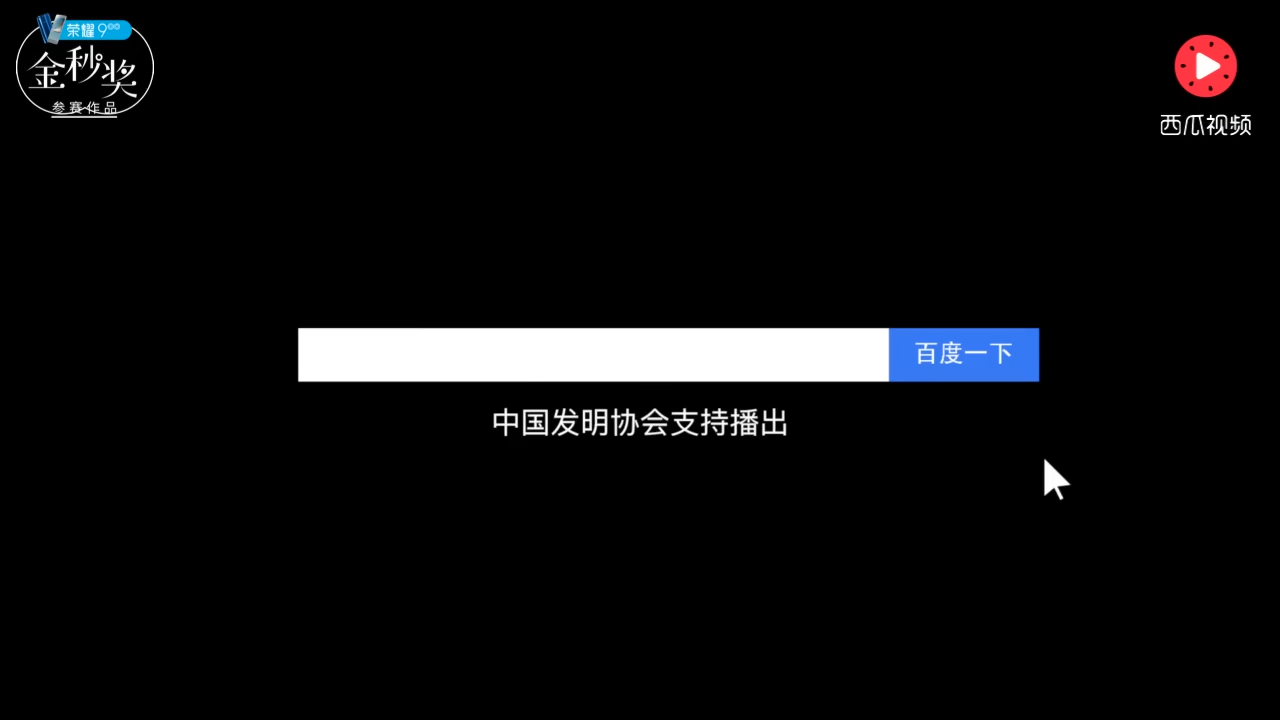 荣耀9
金秒奖
参赛作品
西瓜视频
百度一下
中国发明协会支持播出